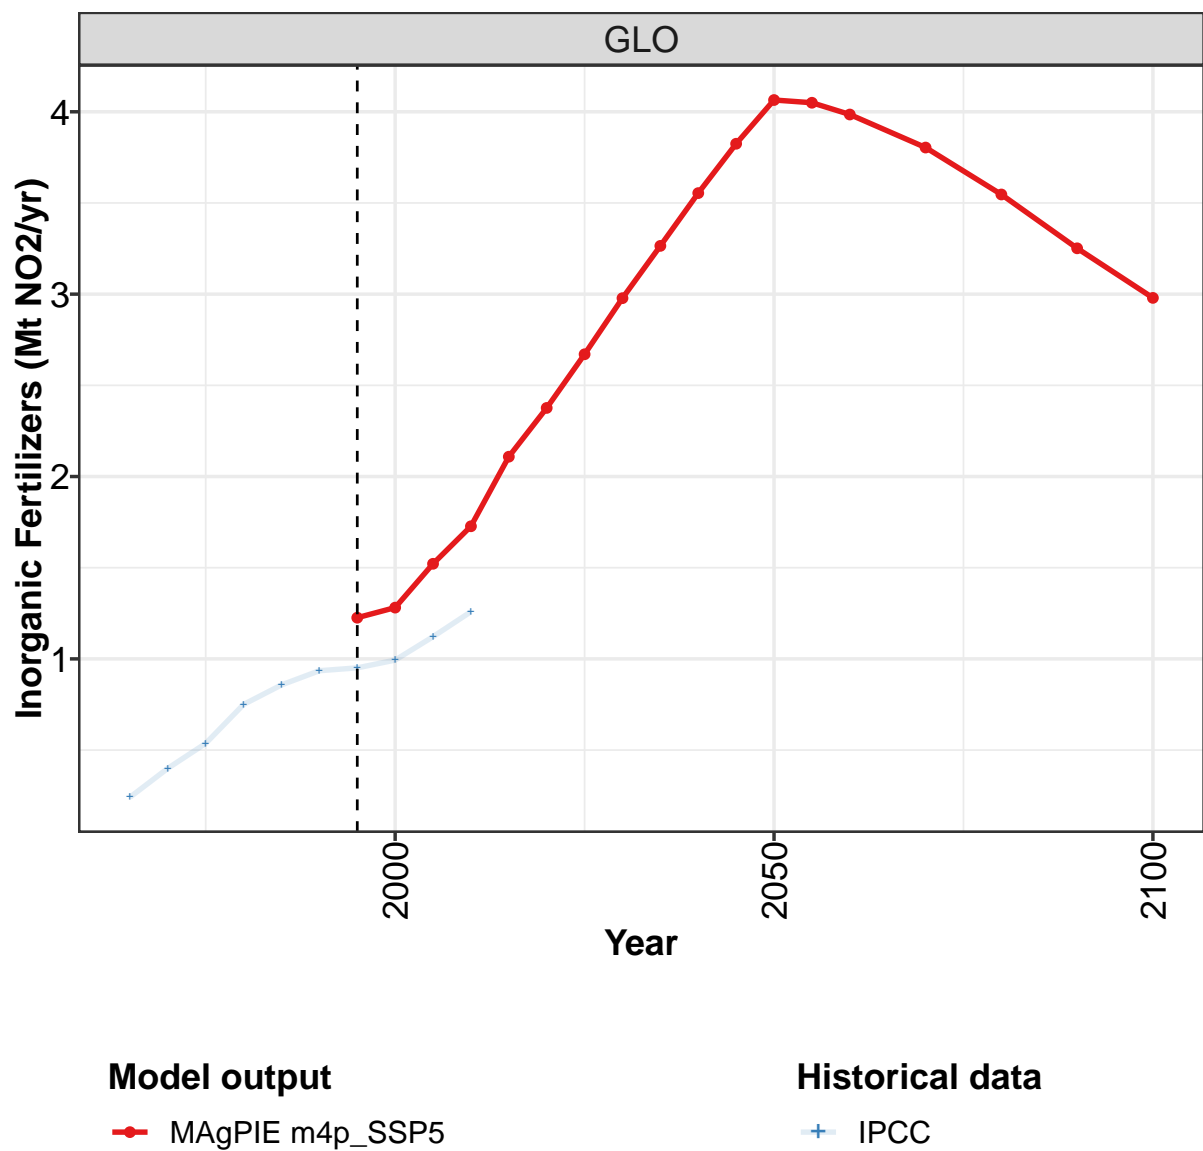 GLO
Inorganic Fertilizers (Mt NO2/yr)
4
3
2
1
2000
2050
2100
Year
Model output
MAgPIE m4p_SSP5
Historical data
IPCC